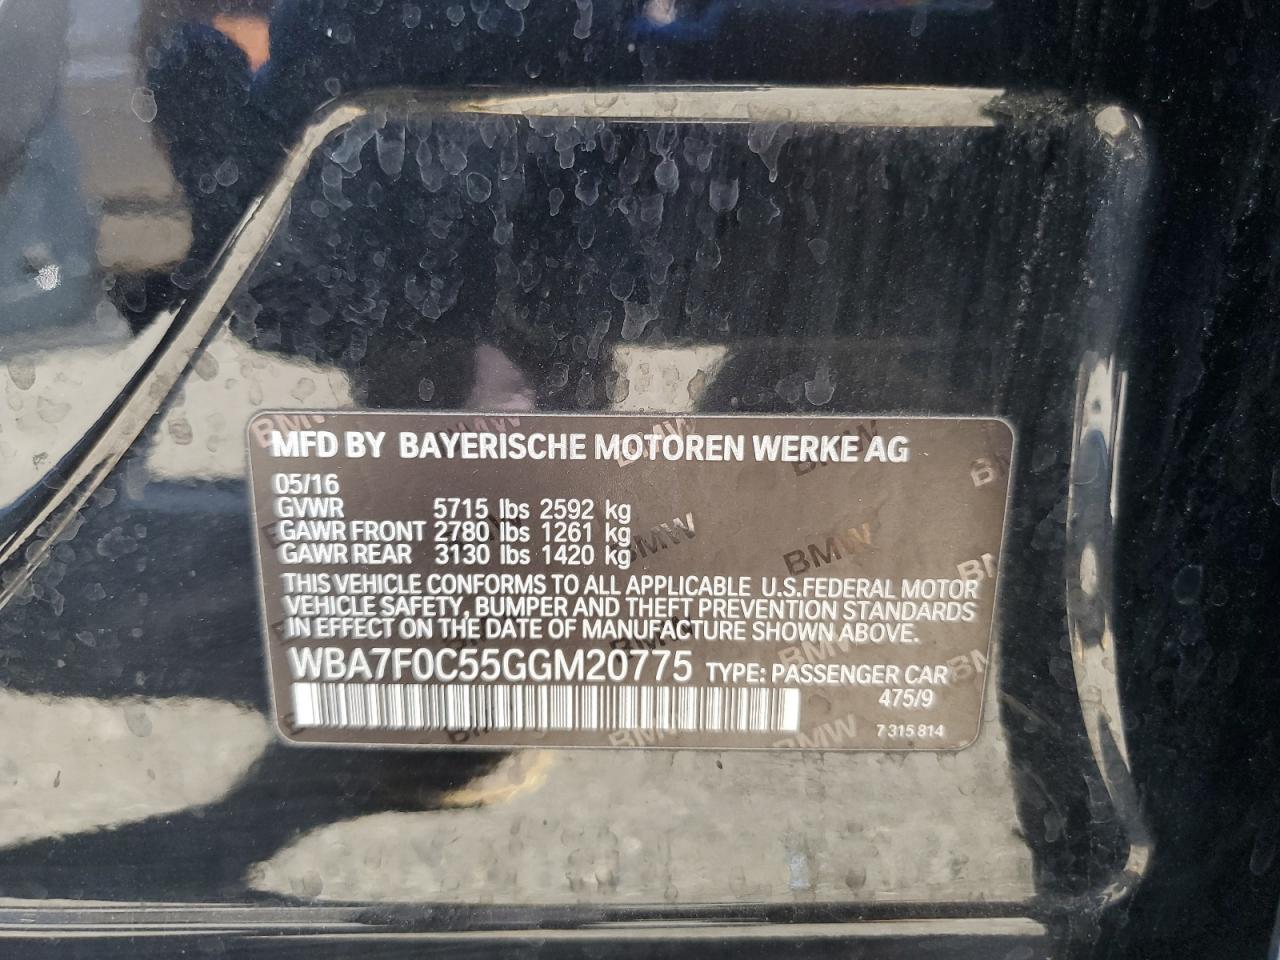 MFD BY BAYERISCHE MOTOREN WERKE AG
05/16
GVWR 5715 lbs 2592 kg
GAWR FRONT 2780 lbs 1261 kg
GAWR REAR 3130 lbs 1420 kg
THIS VEHICLE CONFORMS TO ALL APPLICABLE U.S.FEDERAL MOTOR
VEHICLE SAFETY, BUMPER AND THEFT PREVENTION STANDARDS
IN EFFECT ON THE DATE OF MANUFACTURE SHOWN ABOVE.
WBA7F0C55GGM20775 TYPE: PASSENGER CAR
475/9
7 315 814